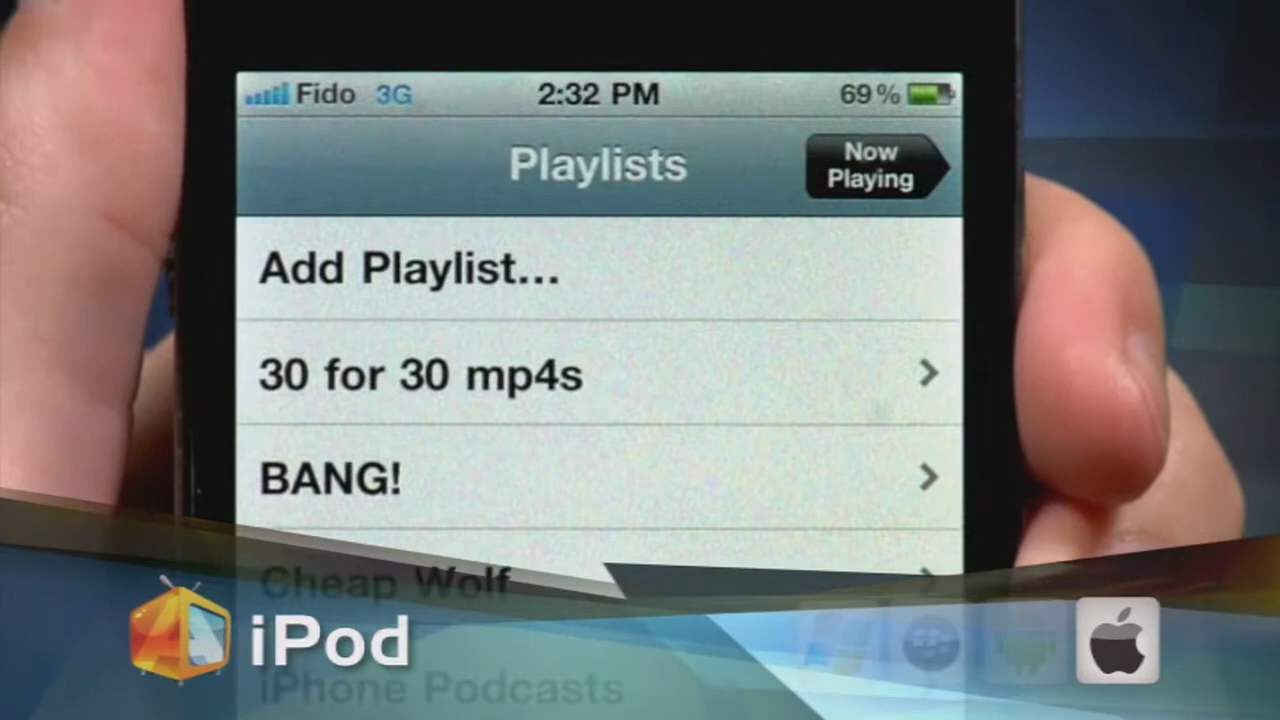 Fido 3G 2:32 PM 69%
Playlists
Now
Playing
Add Playlist...
30 for 30 mp4s
BANG!
Cheap Wolf
iPod
iPhone Podcasts